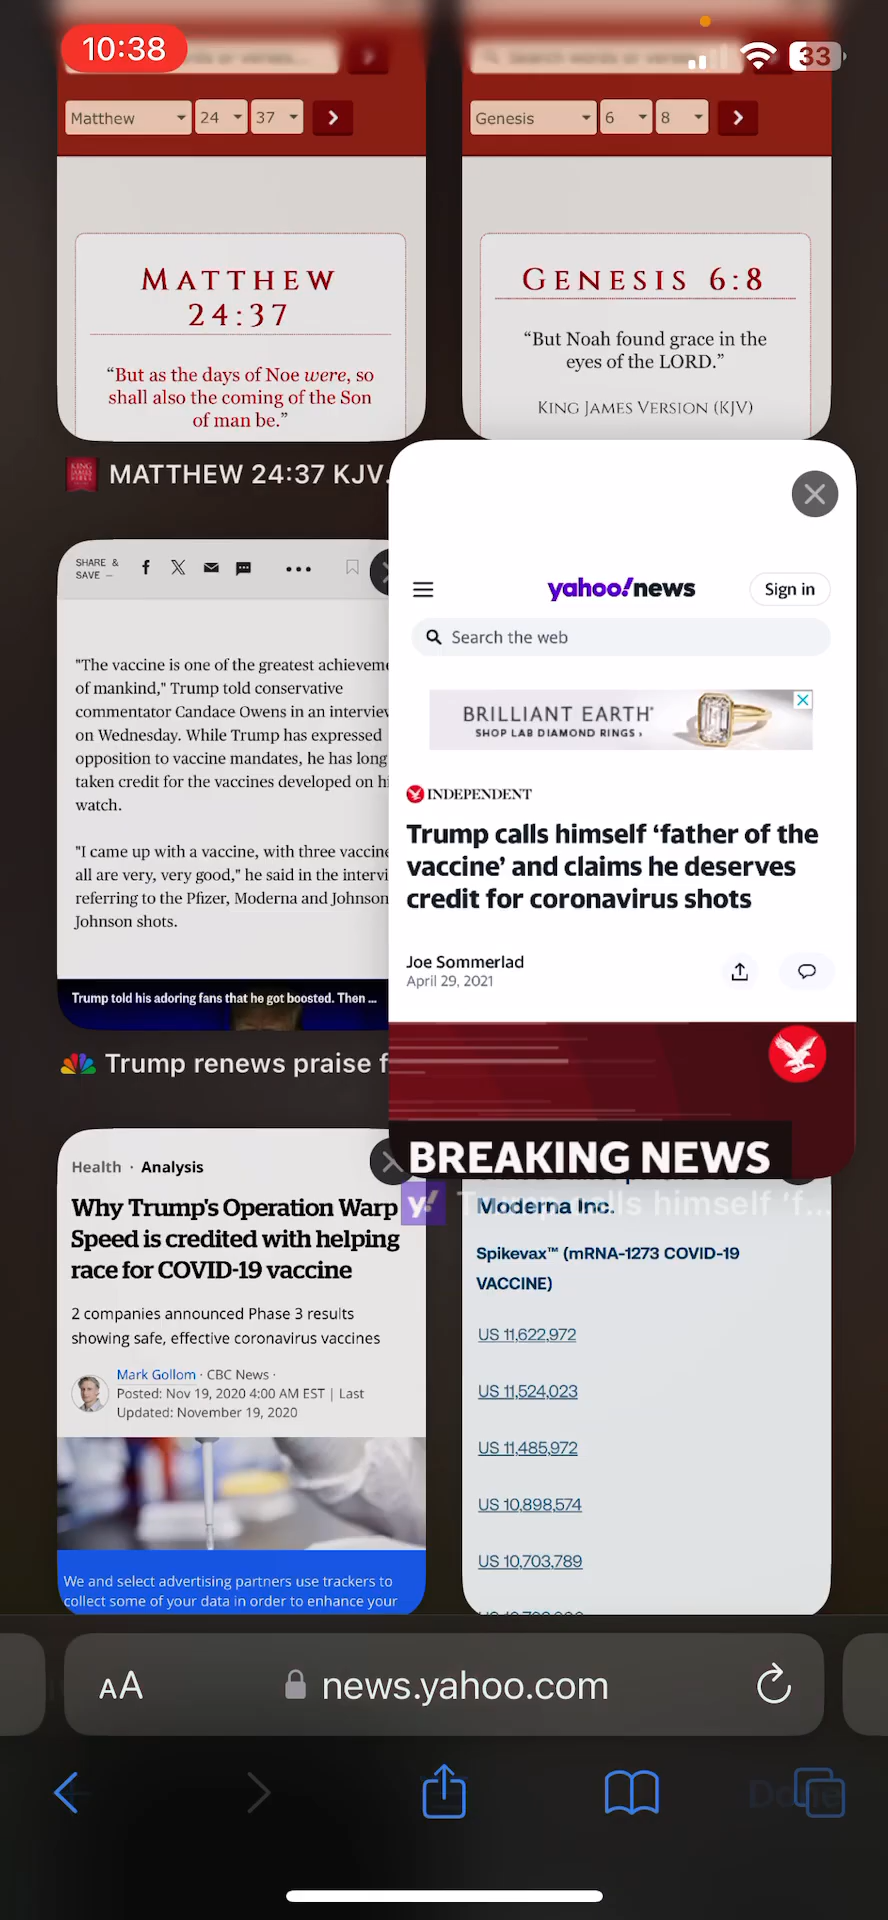 10:38
33
Search words or verses...
Matthew
24
37
Genesis
6
8
MATTHEW
24:37
"But as the days of Noe were, so
shall also the coming of the Son
of man be."
GENESIS 6:8
“But Noah found grace in the
eyes of the LORD.”
KING JAMES VERSION (KJV)
MATTHEW 24:37 KJV.
SHARE &
SAVE —
"The vaccine is one of the greatest
of mankind," Trump told conservative
commentator Candace Owens in an
on Wednesday. While Trump has expressed
opposition to vaccine mandates, he has long
taken credit for the vaccines developed on
watch.
"I came up with a vaccine, with three
all are very, very good," he said in the
referring to the Pfizer, Moderna and Johnson
Johnson shots.
Trump told his adoring fans that he got boosted. Then ...
Trump renews praise f
yahoo!news
Sign in
Search the web
BRILLIANT EARTH
SHOP LAB DIAMOND RINGS ›
INDEPENDENT
Trump calls himself ‘father of the
vaccine’ and claims he deserves
credit for coronavirus shots
Joe Sommerlad
April 29, 2021
BREAKING NEWS
y! Trump calls himself ‘f...
Health · Analysis
Why Trump's Operation Warp
Speed is credited with helping
race for COVID-19 vaccine
2 companies announced Phase 3 results
showing safe, effective coronavirus vaccines
Mark Gollom · CBC News ·
Posted: Nov 19, 2020 4:00 AM EST | Last
Updated: November 19, 2020
We and select advertising partners use trackers to
collect some of your data in order to enhance your
Moderna Inc.
Spikevax™ (mRNA-1273 COVID-19
VACCINE)
US 11,622,972
US 11,524,023
US 11,485,972
US 10,898,574
US 10,703,789
AA
news.yahoo.com
Done